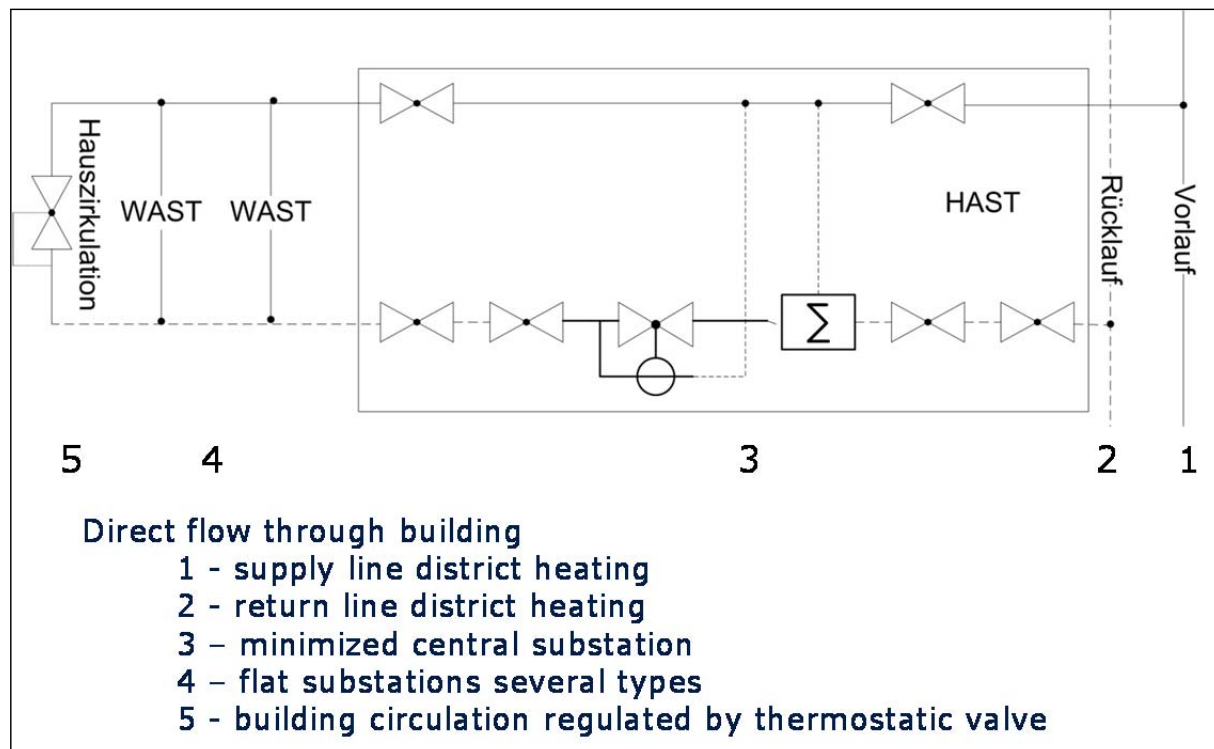 Hauszirkulation
WAST
WAST
Σ
HAST
Rücklauf
Vorlauf
5
4
3
2
1
Direct flow through building
1 - supply line district heating
2 - return line district heating
3 – minimized central substation
4 – flat substations several types
5 - building circulation regulated by thermostatic valve